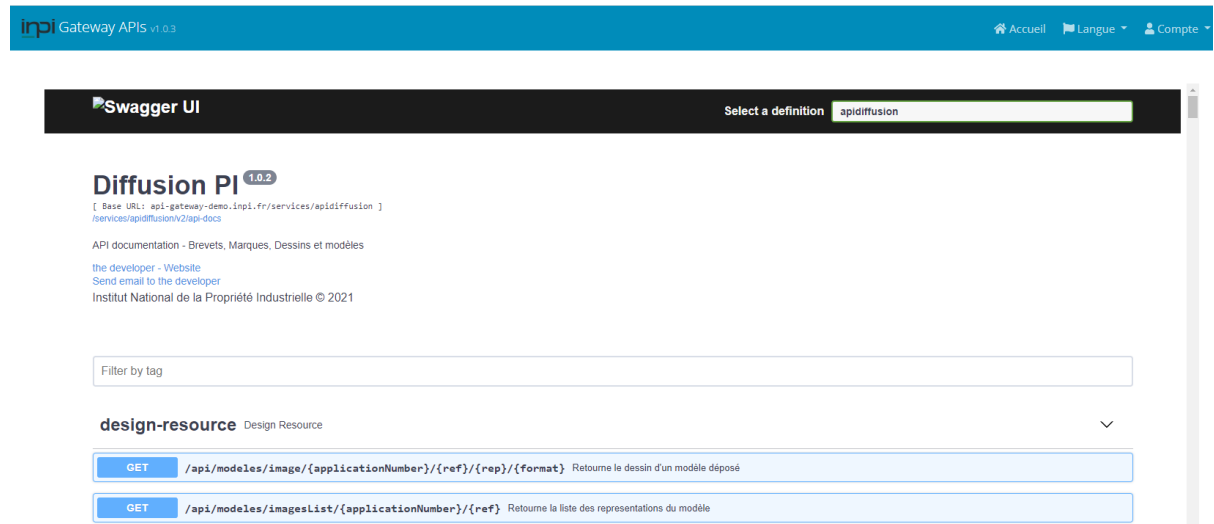 inpi Gateway APIs v1.0.3
Accueil Langue Compte
Swagger UI
Select a definition apidiffusion
Diffusion PI 1.0.2
[ Base URL: api-gateway-demo.inpi.fr/services/apidiffusion ]
/services/apidiffusion/v2/api-docs
API documentation - Brevets, Marques, Dessins et modèles
the developer - Website
Send email to the developer
Institut National de la Propriété Industrielle © 2021
Filter by tag
design-resource Design Resource
GET /api/modeles/image/{applicationNumber}/{ref}/{rep}/{format} Retourne le dessin d'un modèle déposé
GET /api/modeles/imagesList/{applicationNumber}/{ref} Retourne la liste des representations du modèle